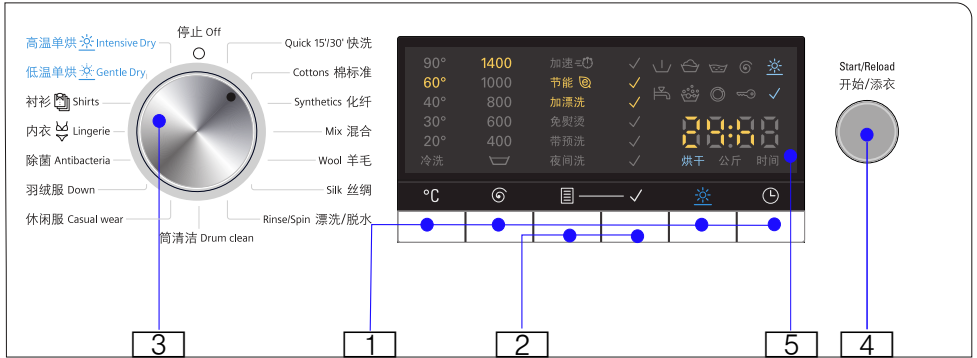 停止 Off
高温单烘 Intensive Dry
低温单烘 Gentle Dry
衬衫 Shirts
内衣 Lingerie
除菌 Antibacteria
羽绒服 Down
休闲服 Casual wear
筒清洁 Drum clean
Quick 15'/30' 快洗
Cottons 棉标准
Synthetics 化纤
Mix 混合
Wool 羊毛
Silk 丝绸
Rinse/Spin 漂洗/脱水
90° 1400 加速
60° 1000 节能
40° 800 加漂洗
30° 600 免熨烫
20° 400 带预洗
冷洗 夜间洗
24:h
烘干 公斤 时间
°C
Start/Reload
开始/添衣
3 1 2 5 4